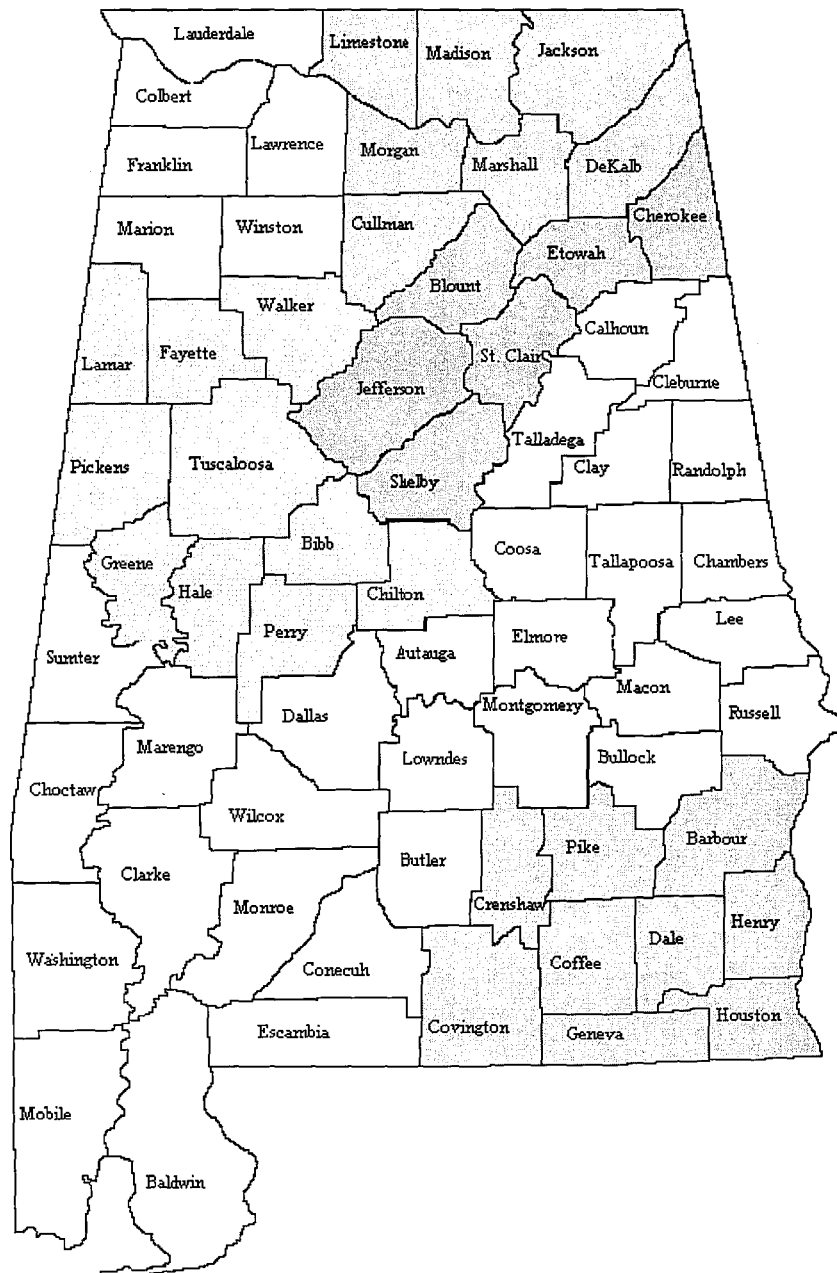 Lauderdale
Limestone
Madison
Jackson
Colbert
Lawrence
Morgan
Franklin
Marshall
DeKalb
Cherokee
Marion
Winston
Cullman
Etowah
Blount
Walker
Calhoun
St. Clair
Fayette
Lamar
Jefferson
Cleburne
Talladega
Pickens
Tuscaloosa
Clay
Randolph
Shelby
Bibb
Coosa
Greene
Tallapoosa
Chambers
Hale
Chilton
Perry
Elmore
Lee
Sumter
Autauga
Macon
Montgomery
Dallas
Russell
Marengo
Lowndes
Bullock
Choctaw
Wilcox
Pike
Barbour
Clarke
Butler
Monroe
Crenshaw
Henry
Dale
Washington
Conecuh
Coffee
Houston
Escambia
Covington
Geneva
Mobile
Baldwin